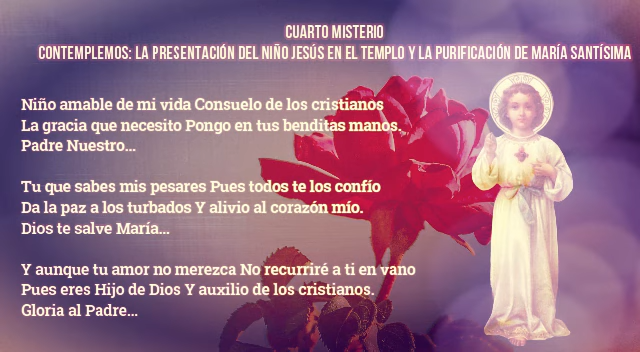 CUARTO MISTERIO
CONTEMPLEMOS: LA PRESENTACIÓN DEL NIÑO JESÚS EN EL TEMPLO Y LA PURIFICACIÓN DE MARÍA SANTÍSIMA
Niño amable de mi vida Consuelo de los cristianos
La gracia que necesito Pongo en tus benditas manos.
Padre Nuestro...
Tu que sabes mis pesares Pues todos te los confío
Da la paz a los turbados Y alivio al corazón mío.
Dios te salve María...
Y aunque tu amor no merezca No recurriré a ti en vano
Pues eres Hijo de Dios Y auxilio de los cristianos.
Gloria al Padre...